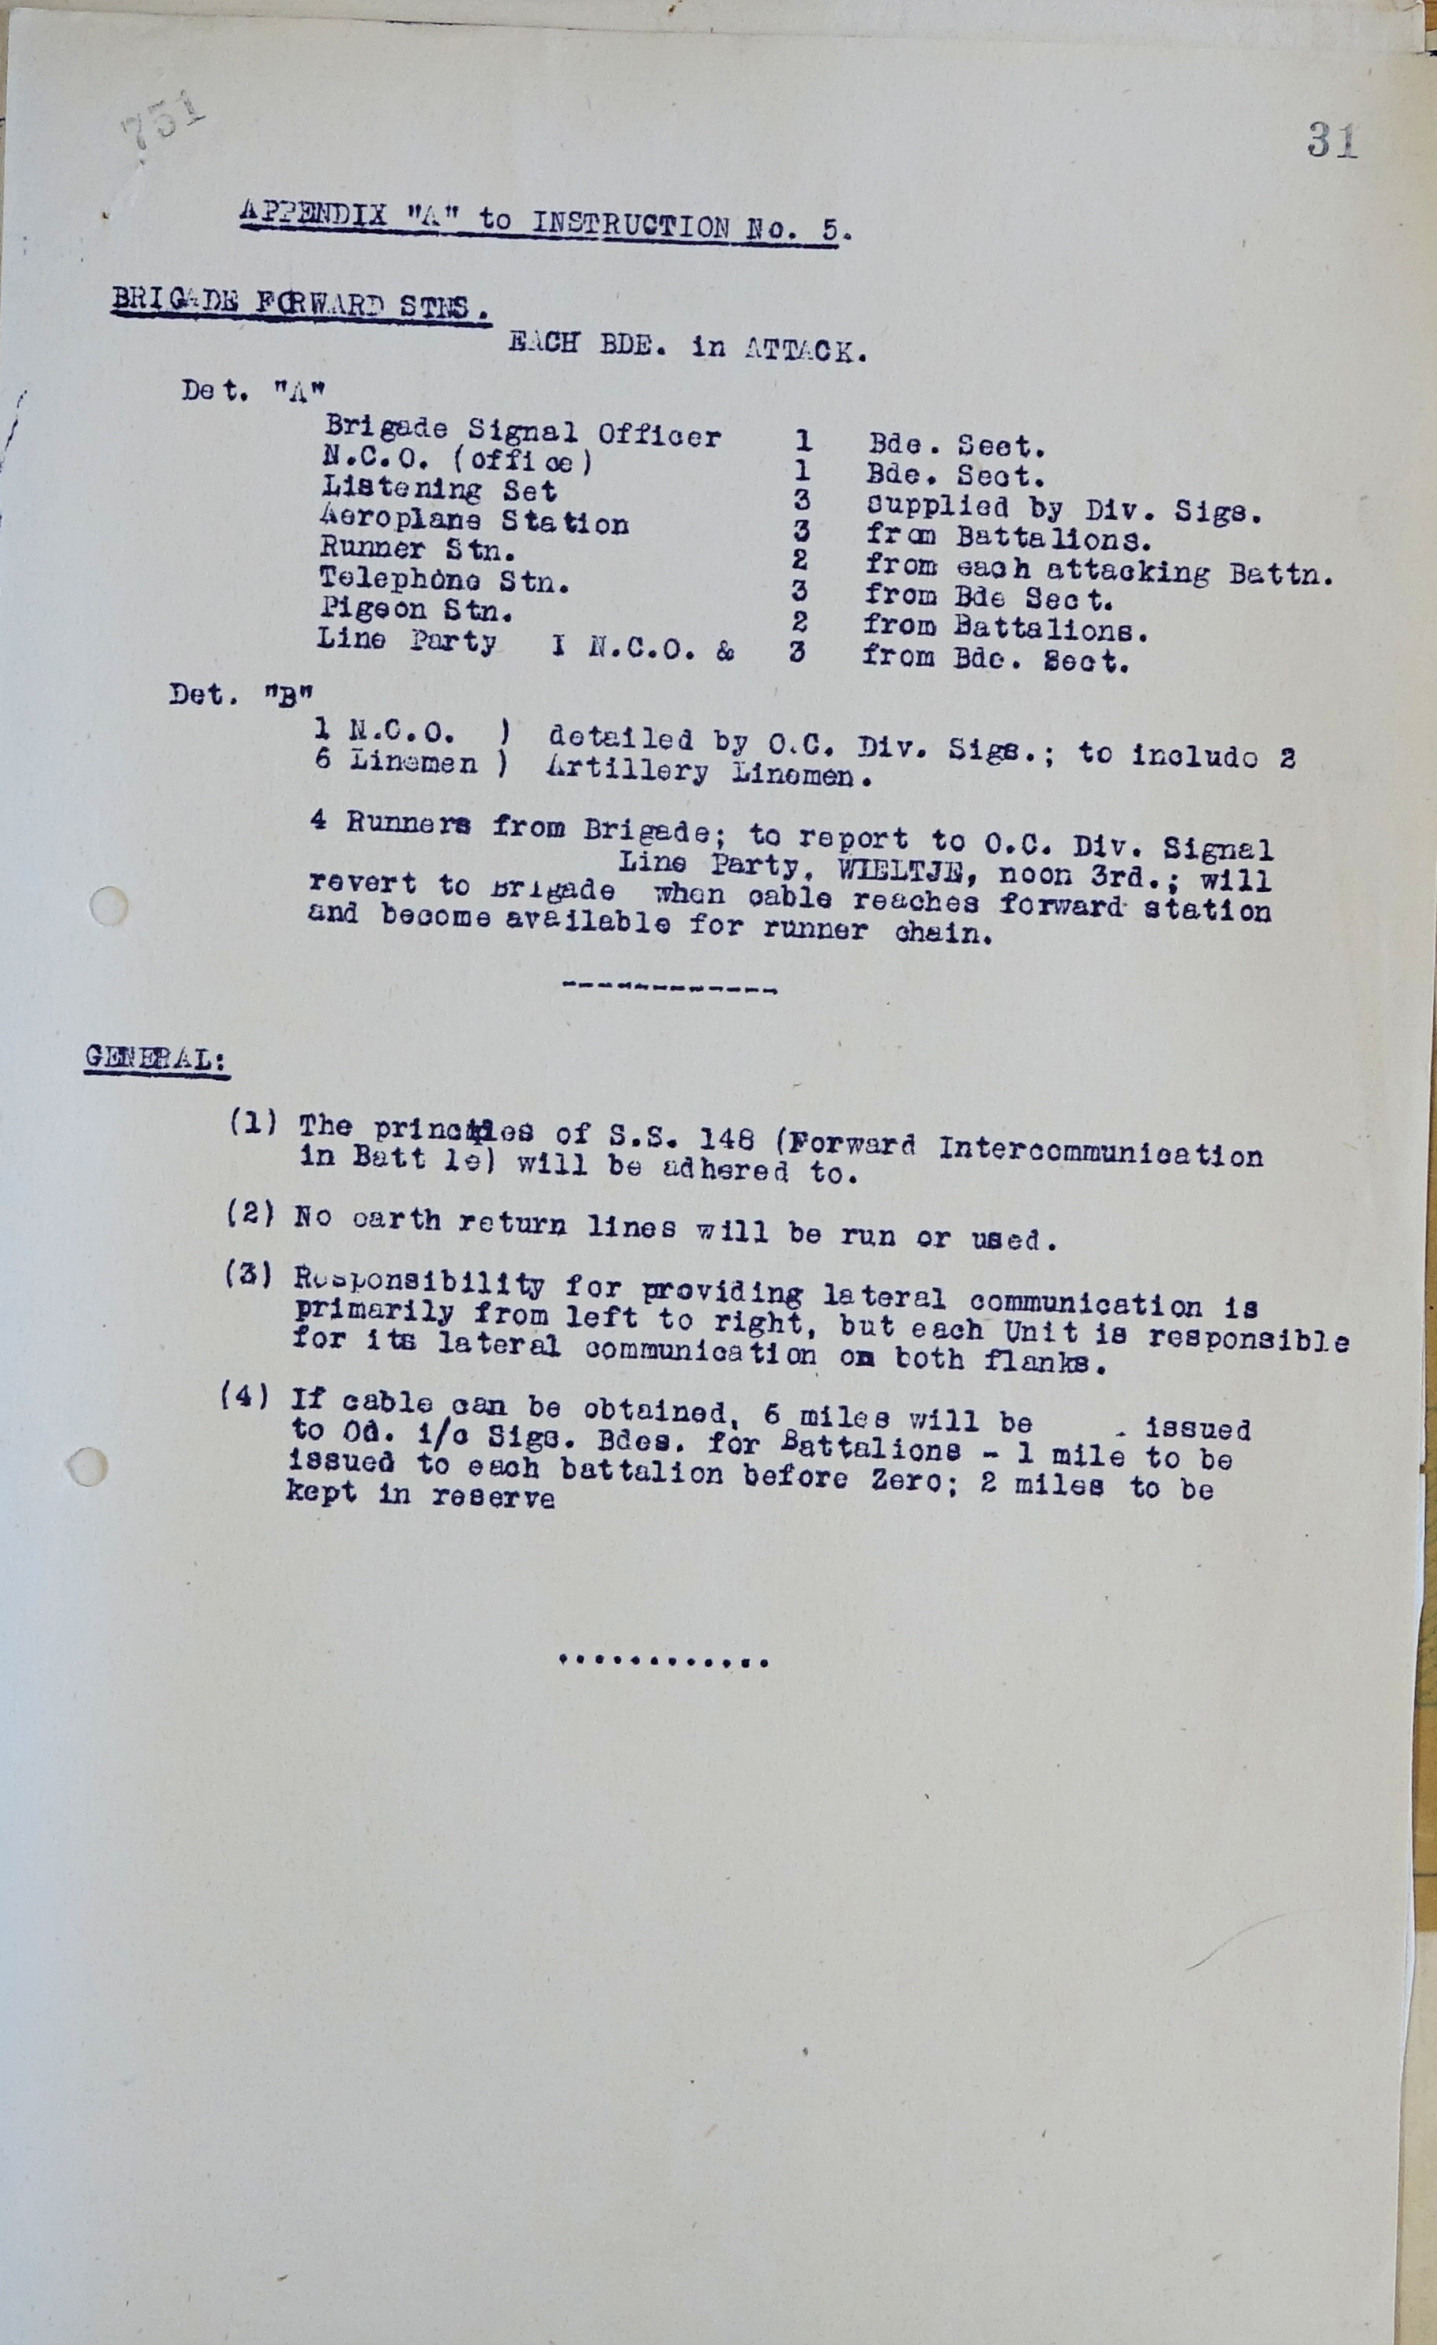 751
31
APPENDIX "A" to INSTRUCTION No. 5.
BRIGADE FORWARD STNS.
EACH BDE. in ATTACK.
Det. "A"
Brigade Signal Officer 1 Bde. Sect.
N.C.O. (office) 1 Bde. Sect.
Listening Set 3 supplied by Div. Sigs.
Aeroplane Station 3 from Battalions.
Runner Stn. 2 from each attacking Battn.
Telephone Stn. 3 from Bde Sect.
Pigeon Stn. 2 from Battalions.
Line Party I N.C.O. & 3 from Bde. Sect.
Det. "B"
1 N.C.O. ) detailed by O.C. Div. Sigs.; to include 2
6 Linemen ) Artillery Linemen.
4 Runners from Brigade; to report to O.C. Div. Signal
Line Party, WIELTJE, noon 3rd.; will
revert to Brigade when cable reaches forward station
and become available for runner chain.
-------------
GENERAL:
(1) The principles of S.S. 148 (Forward Intercommunication
in Battle) will be adhered to.
(2) No earth return lines will be run or used.
(3) Responsibility for providing lateral communication is
primarily from left to right, but each Unit is responsible
for its lateral communication on both flanks.
(4) If cable can be obtained, 6 miles will be . issued
to Od. i/c Sigs. Bdes. for Battalions - 1 mile to be
issued to each battalion before Zero; 2 miles to be
kept in reserve
............